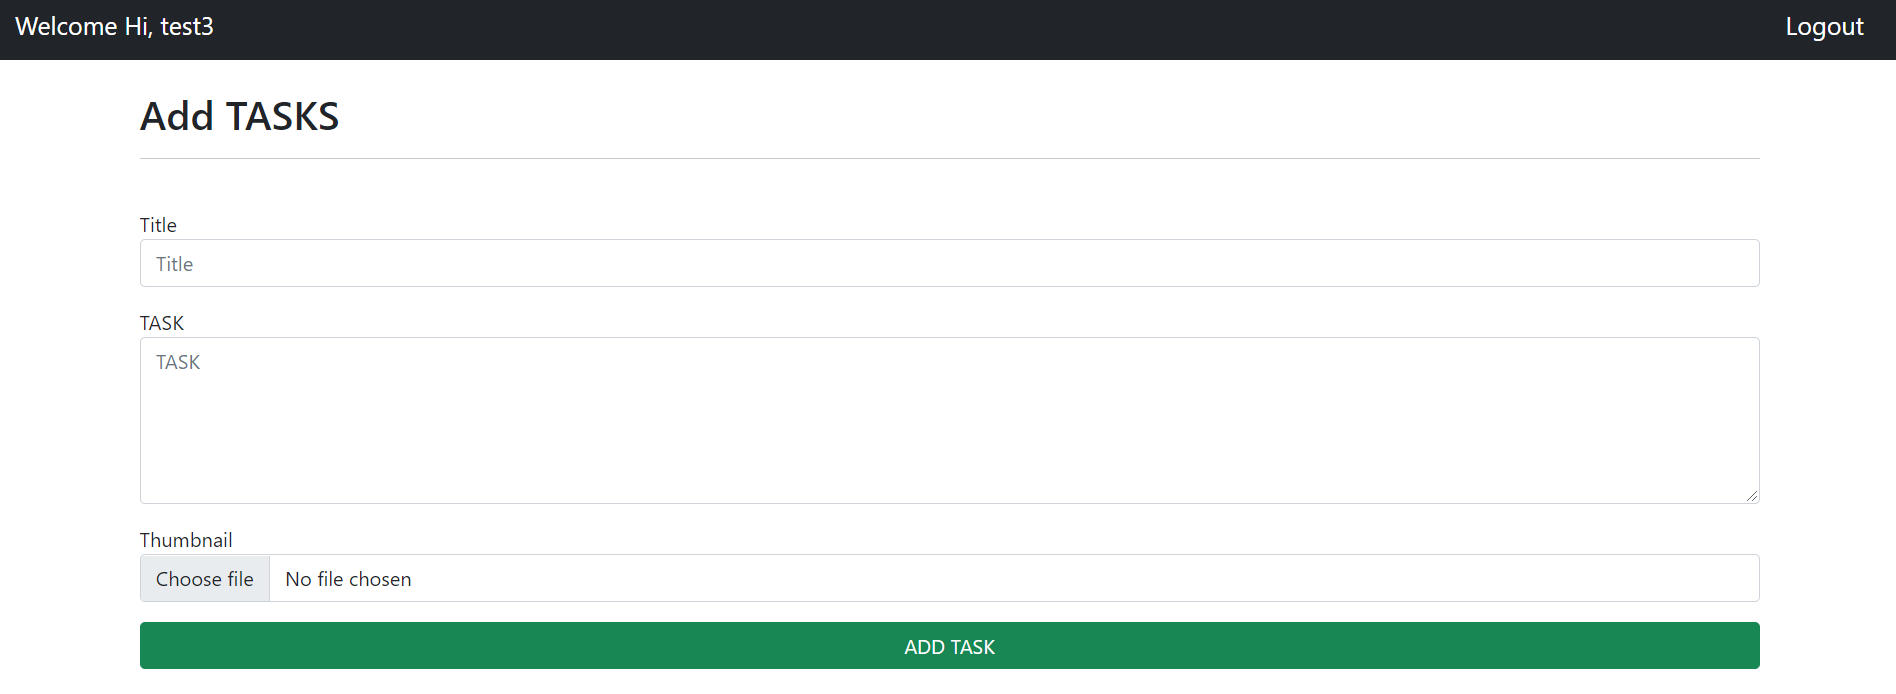 Welcome Hi, test3
Logout
Add TASKS
Title
Title
TASK
TASK
Thumbnail
Choose file
No file chosen
ADD TASK